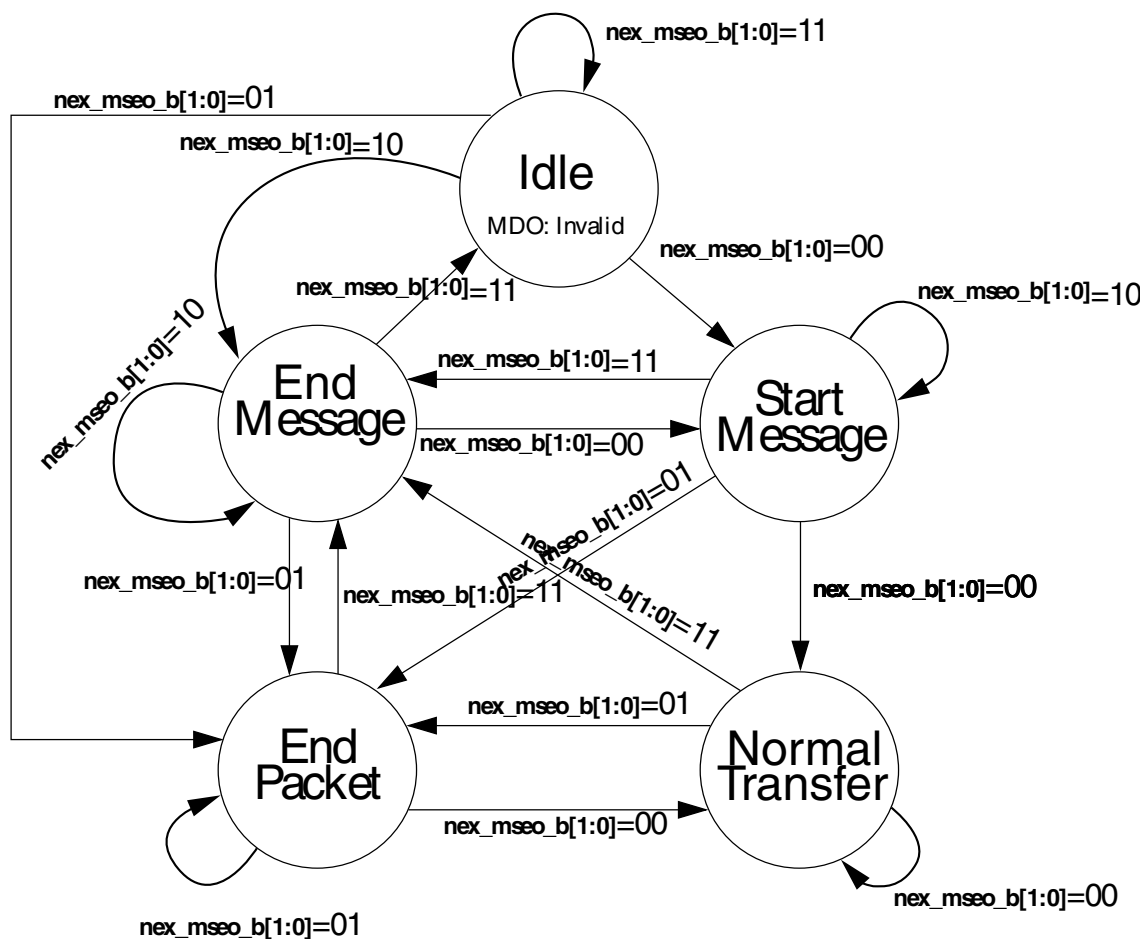 nex_mseo_b[1:0]=11
nex_mseo_b[1:0]=01
nex_mseo_b[1:0]=10
Idle
MDO: Invalid
nex_mseo_b[1:0]=00
nex_mseo_b[1:0]=11
nex_mseo_b[1:0]=10
nex_mseo_b[1:0]=10
nex_mseo_b[1:0]=11
End
Message
Start
Message
nex_mseo_b[1:0]=00
nex_mseo_b[1:0]=01
nex_mseo_b[1:0]=11
nex_mseo_b[1:0]=01
nex_mseo_b[1:0]=11
nex_mseo_b[1:0]=00
nex_mseo_b[1:0]=01
End
Packet
Normal
Transfer
nex_mseo_b[1:0]=00
nex_mseo_b[1:0]=00
nex_mseo_b[1:0]=01